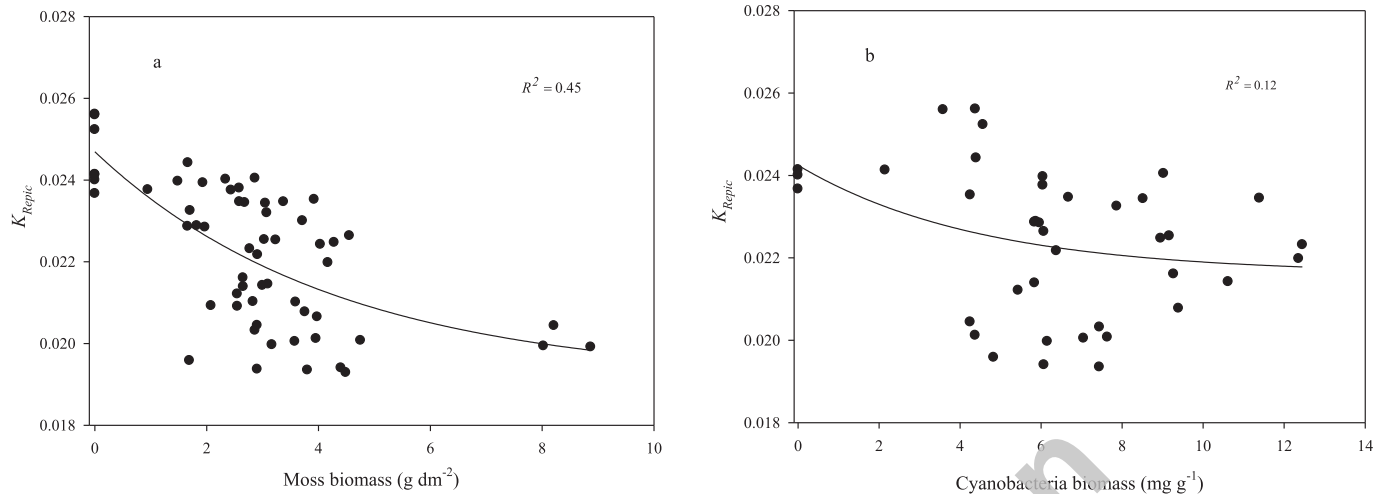 0.028
0.026
0.024
0.022
0.020
0.018
K_Repic
a
R² = 0.45
0 2 4 6 8 10
Moss biomass (g dm⁻²)
0.028
0.026
0.024
0.022
0.020
0.018
K_Repic
b
R² = 0.12
0 2 4 6 8 10 12 14
Cyanobacteria biomass (mg g⁻¹)
n